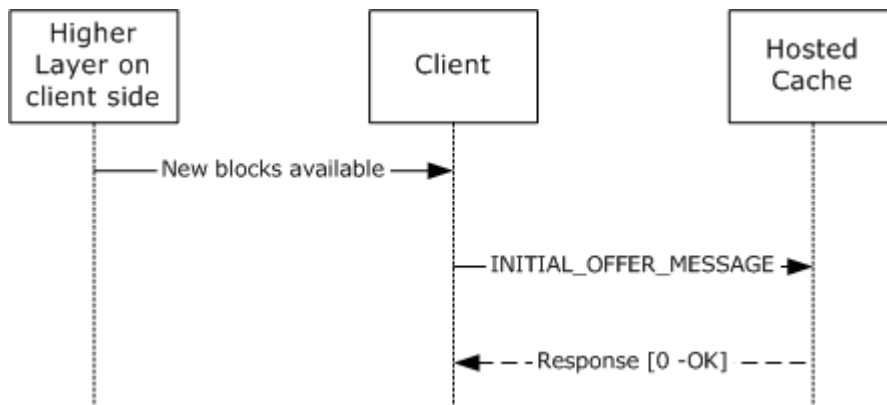 Higher
Layer on
client side
Client
Hosted
Cache
New blocks available
INITIAL_OFFER_MESSAGE
Response [0 -OK]